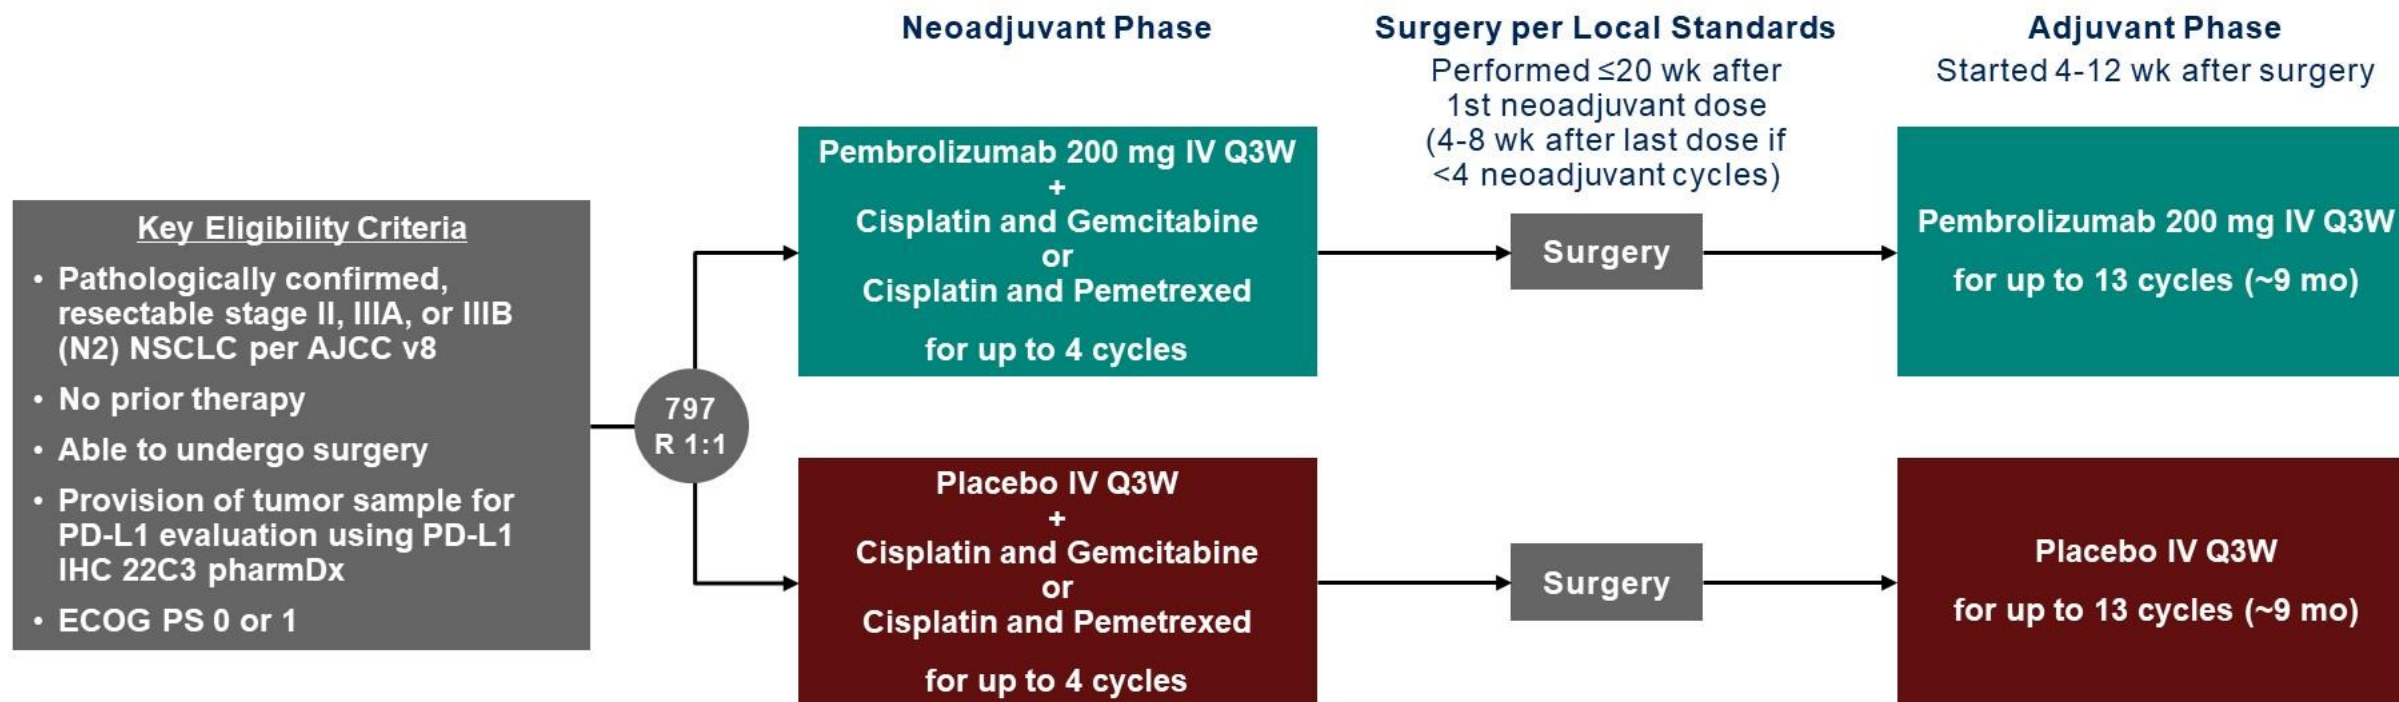 Neoadjuvant Phase
Surgery per Local Standards
Performed ≤20 wk after
1st neoadjuvant dose
(4-8 wk after last dose if
<4 neoadjuvant cycles)
Adjuvant Phase
Started 4-12 wk after surgery
Key Eligibility Criteria
• Pathologically confirmed,
resectable stage II, IIIA, or IIIB
(N2) NSCLC per AJCC v8
• No prior therapy
• Able to undergo surgery
• Provision of tumor sample for
PD-L1 evaluation using PD-L1
IHC 22C3 pharmDx
• ECOG PS 0 or 1
797
R 1:1
Pembrolizumab 200 mg IV Q3W
+
Cisplatin and Gemcitabine
or
Cisplatin and Pemetrexed
for up to 4 cycles
Surgery
Pembrolizumab 200 mg IV Q3W
for up to 13 cycles (~9 mo)
Placebo IV Q3W
+
Cisplatin and Gemcitabine
or
Cisplatin and Pemetrexed
for up to 4 cycles
Surgery
Placebo IV Q3W
for up to 13 cycles (~9 mo)